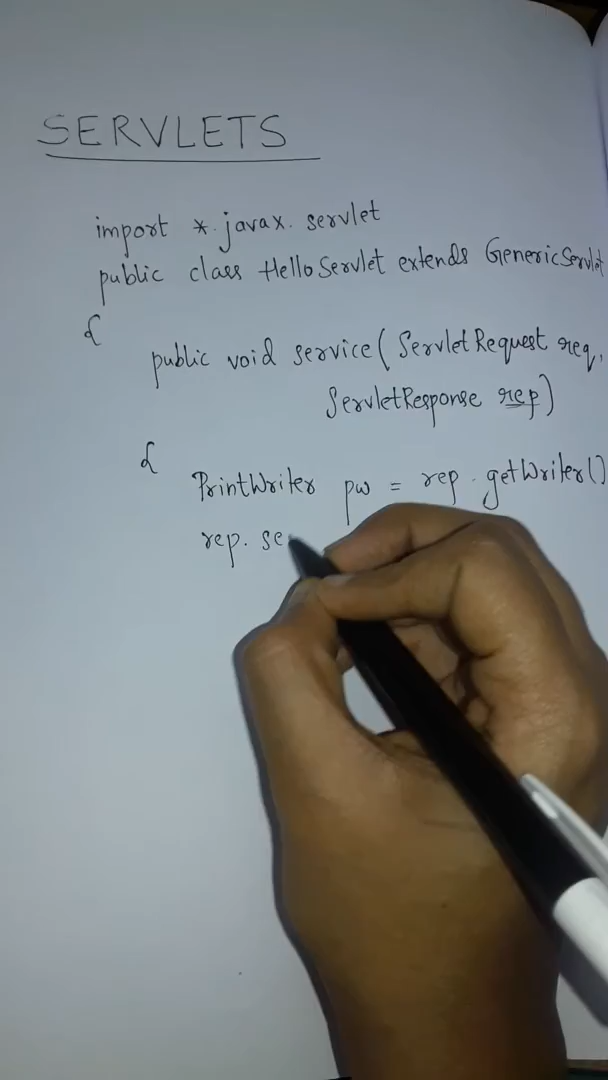 SERVLETS
import *.javax.servlet
public class HelloServlet extends GenericServlet
{
public void service(ServletRequest req,
ServletResponse rep)
{
PrintWriter pw = rep.getWriter()
rep.se